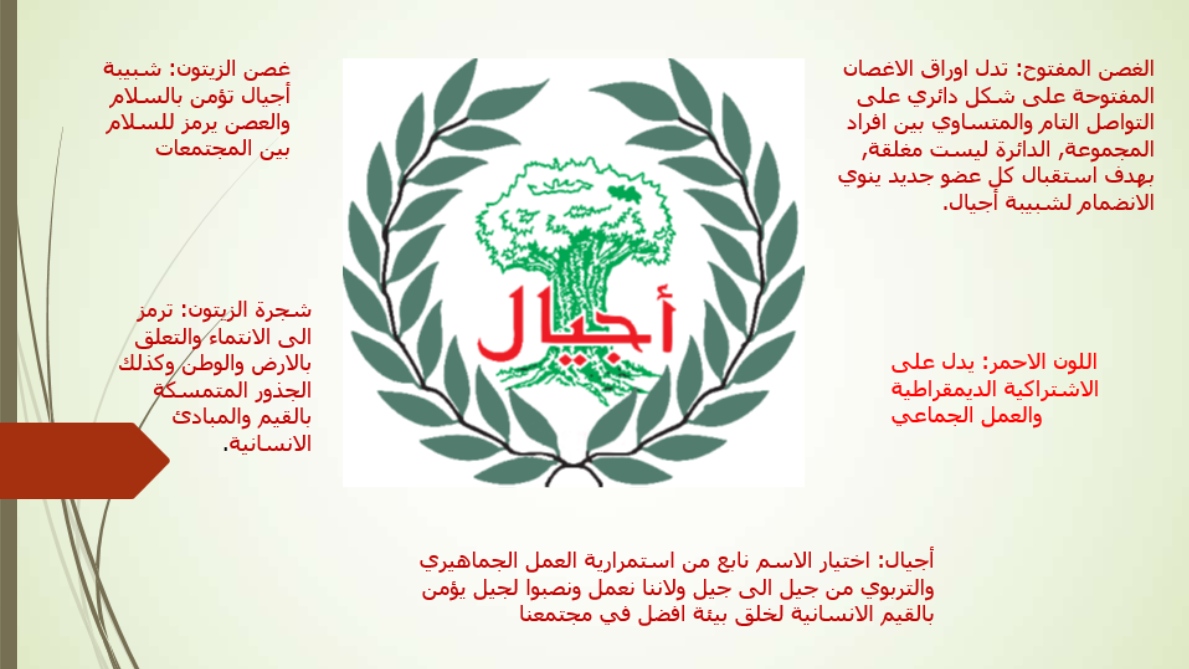 الغصن المفتوح: تدل اوراق الاغصان
المفتوحة على شكل دائري على
التواصل التام والمتساوي بين افراد
المجموعة, الدائرة ليست مغلقة,
بهدف استقبال كل عضو جديد ينوي
الانضمام لشبيبة أجيال.
غصن الزيتون: شبيبة
أجيال تؤمن بالسلام
والعصن يرمز للسلام
بين المجتمعات
أجيال
اللون الاحمر: يدل على
الاشتراكية الديمقراطية
والعمل الجماعي
شجرة الزيتون: ترمز
الى الانتماء والتعلق
بالارض والوطن وكذلك
الجذور المتمسكة
بالقيم والمبادئ
الانسانية.
أجيال: اختيار الاسم نابع من استمرارية العمل الجماهيري
والتربوي من جيل الى جيل ولاننا نعمل ونصبوا لجيل يؤمن
بالقيم الانسانية لخلق بيئة افضل في مجتمعنا